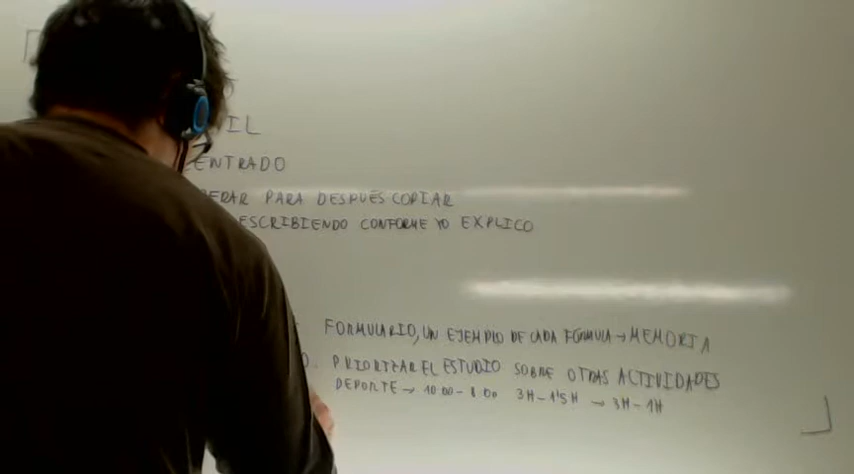 IL
ENTRADO
ERAR PARA DESPUÉS COPIAR
ESCRIBIENDO CONFORME YO EXPLICO
FORMULARIO, UN EJEMPLO DE CADA FÓRMULA → MEMORIA
PRIORIZAR EL ESTUDIO SOBRE OTRAS ACTIVIDADES
DEPORTE → 10:00 - 8:00 3H - 1'5H → 3H - 1H